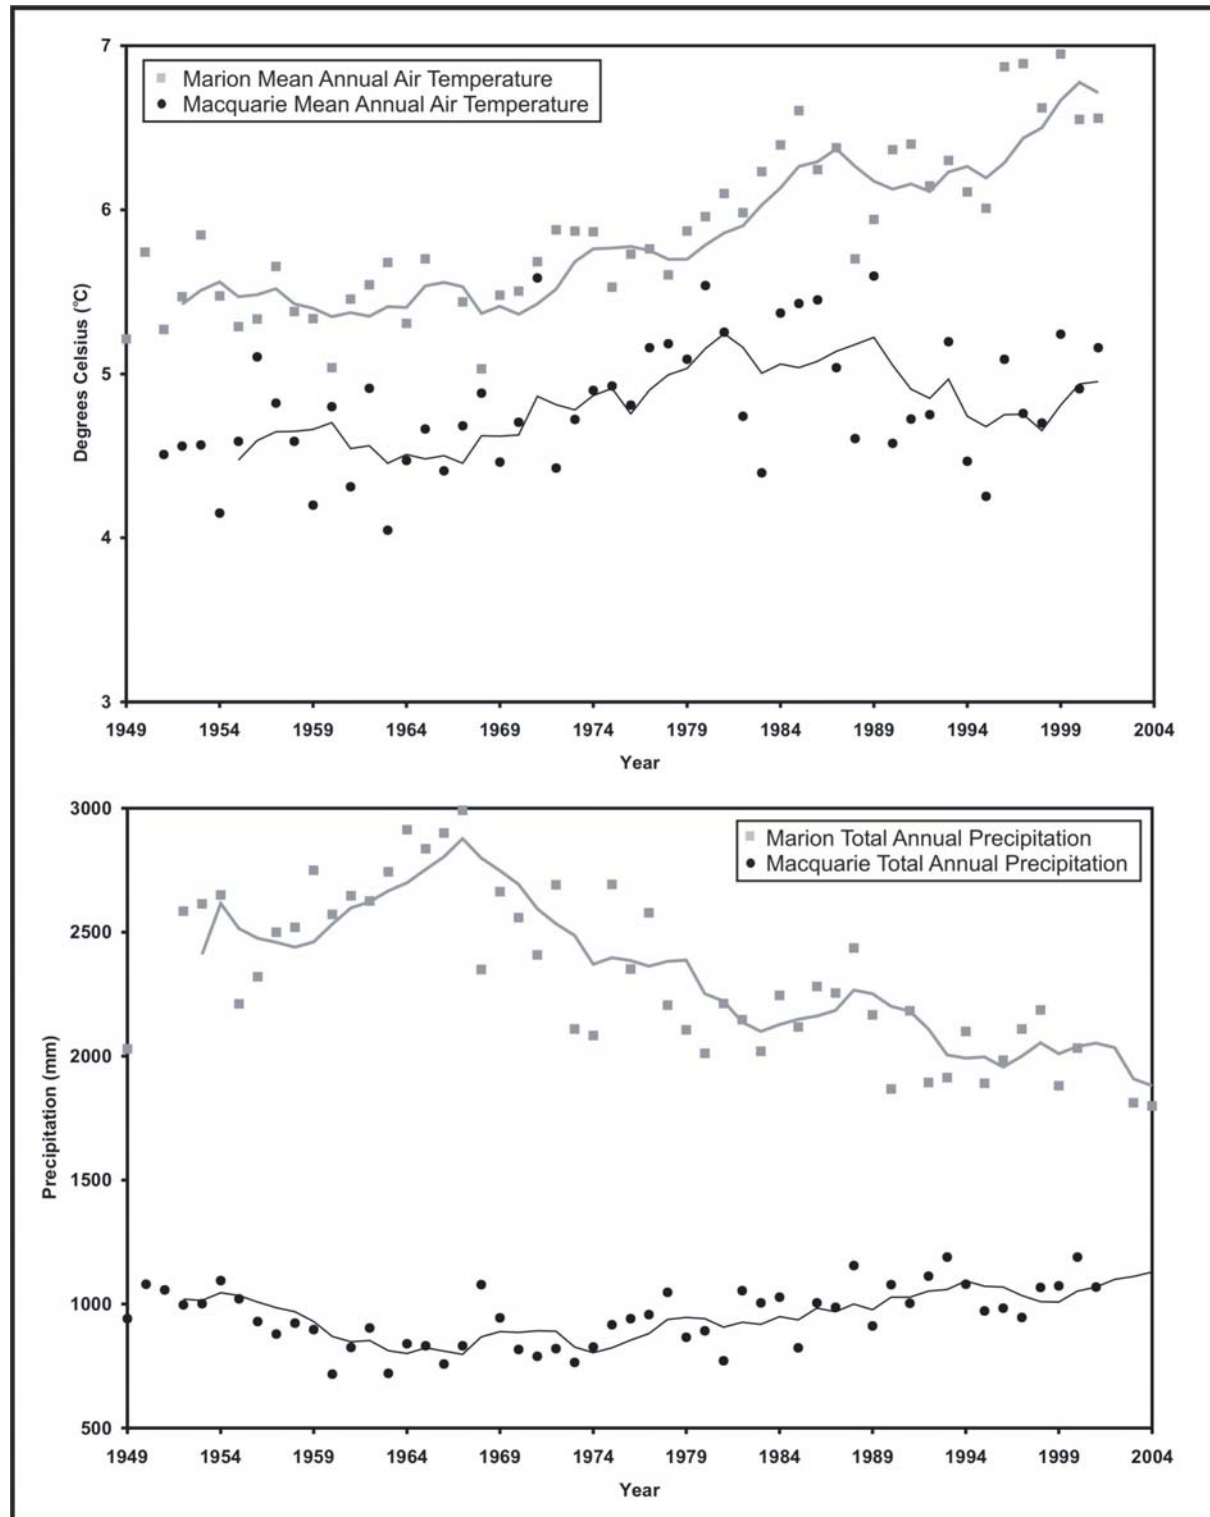 7
Marion Mean Annual Air Temperature
Macquarie Mean Annual Air Temperature
6
5
4
3
Degrees Celsius (°C)
1949 1954 1959 1964 1969 1974 1979 1984 1989 1994 1999 2004
Year
3000
Marion Total Annual Precipitation
Macquarie Total Annual Precipitation
2500
2000
1500
1000
500
Precipitation (mm)
1949 1954 1959 1964 1969 1974 1979 1984 1989 1994 1999 2004
Year